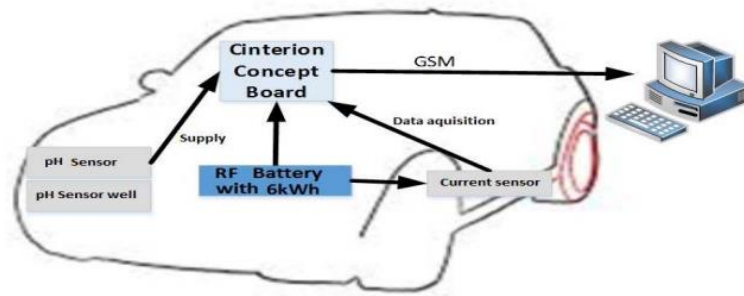 Cinterion
Concept
Board
GSM
Data aquisition
Supply
pH Sensor
pH Sensor well
RF Battery
with 6kWh
Current sensor